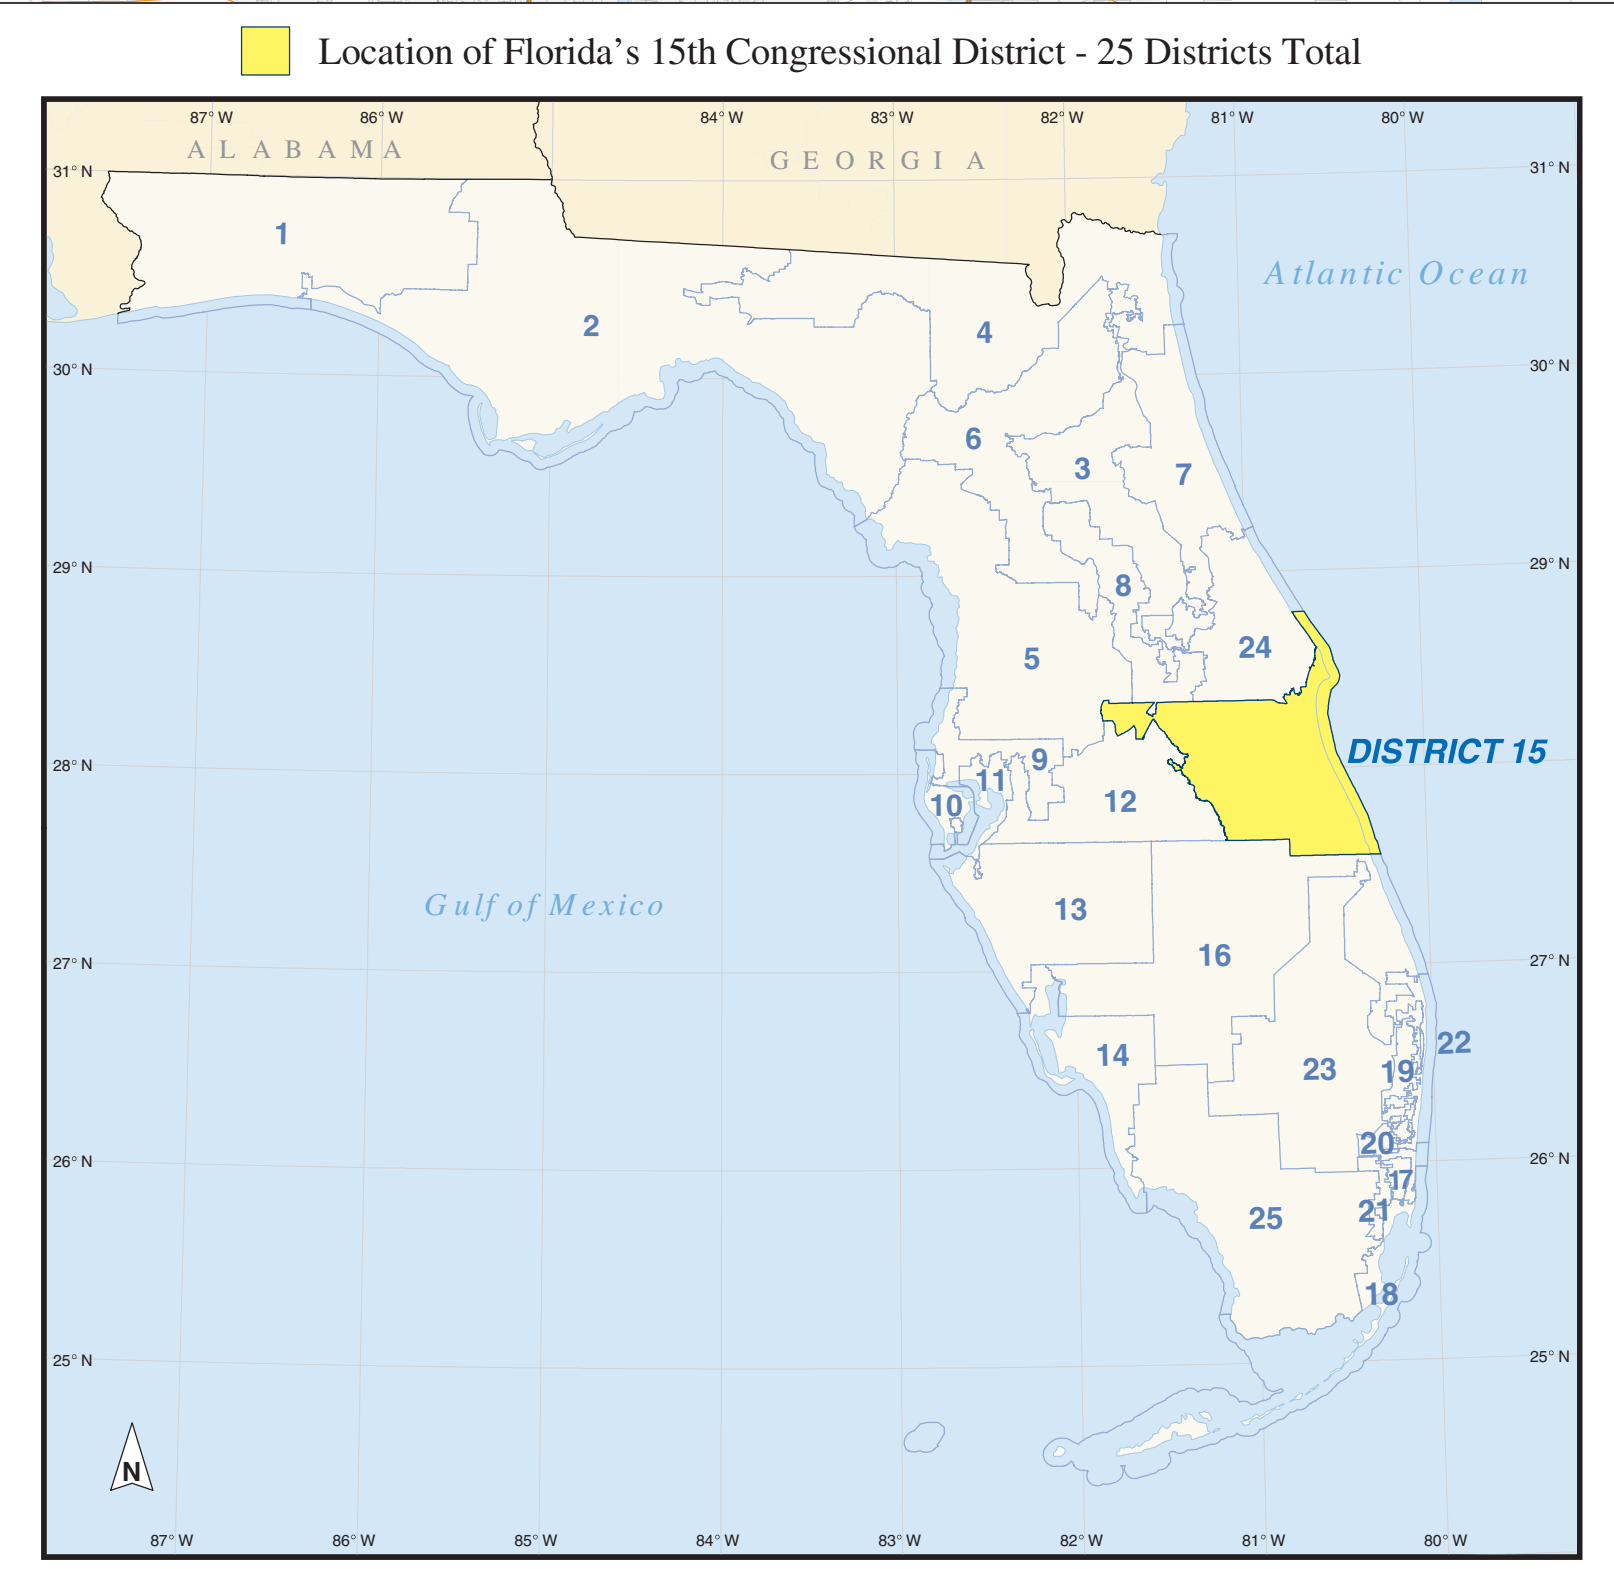 Location of Florida's 15th Congressional District - 25 Districts Total
87° W 86° W 84° W 83° W 82° W 81° W 80° W
ALABAMA
GEORGIA
31° N 31° N
1
Atlantic Ocean
2
4
30° N 30° N
6
3
7
29° N 29° N
8
24
5
DISTRICT 15
28° N
9
11
10
12
Gulf of Mexico
13
16
27° N 27° N
22
14
23
19
20
26° N 26° N
17
21
25
18
25° N 25° N
N
87° W 86° W 85° W 84° W 83° W 82° W 81° W 80° W